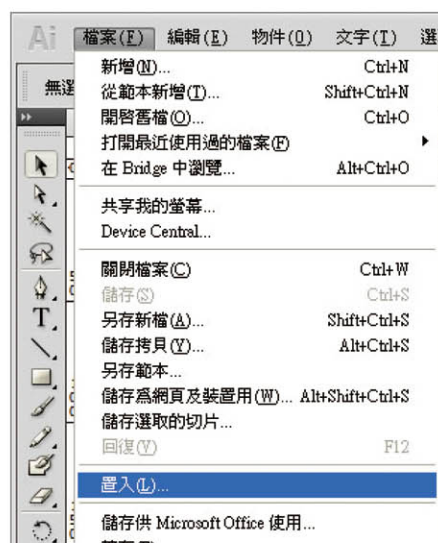 Ai 檔案(F) 編輯(E) 物件(O) 文字(T) 選
無選
新增(N)... Ctrl+N
從範本新增(T)... Shift+Ctrl+N
開啟舊檔(O)... Ctrl+O
打開最近使用過的檔案(F)
在 Bridge 中瀏覽... Alt+Ctrl+O
共享我的螢幕...
Device Central...
關閉檔案(C) Ctrl+W
儲存(S) Ctrl+S
另存新檔(A)... Shift+Ctrl+S
儲存拷貝(Y)... Alt+Ctrl+S
另存範本...
儲存為網頁及裝置用(W)... Alt+Shift+Ctrl+S
儲存選取的切片...
回復(V) F12
置入(L)...
儲存供 Microsoft Office 使用...